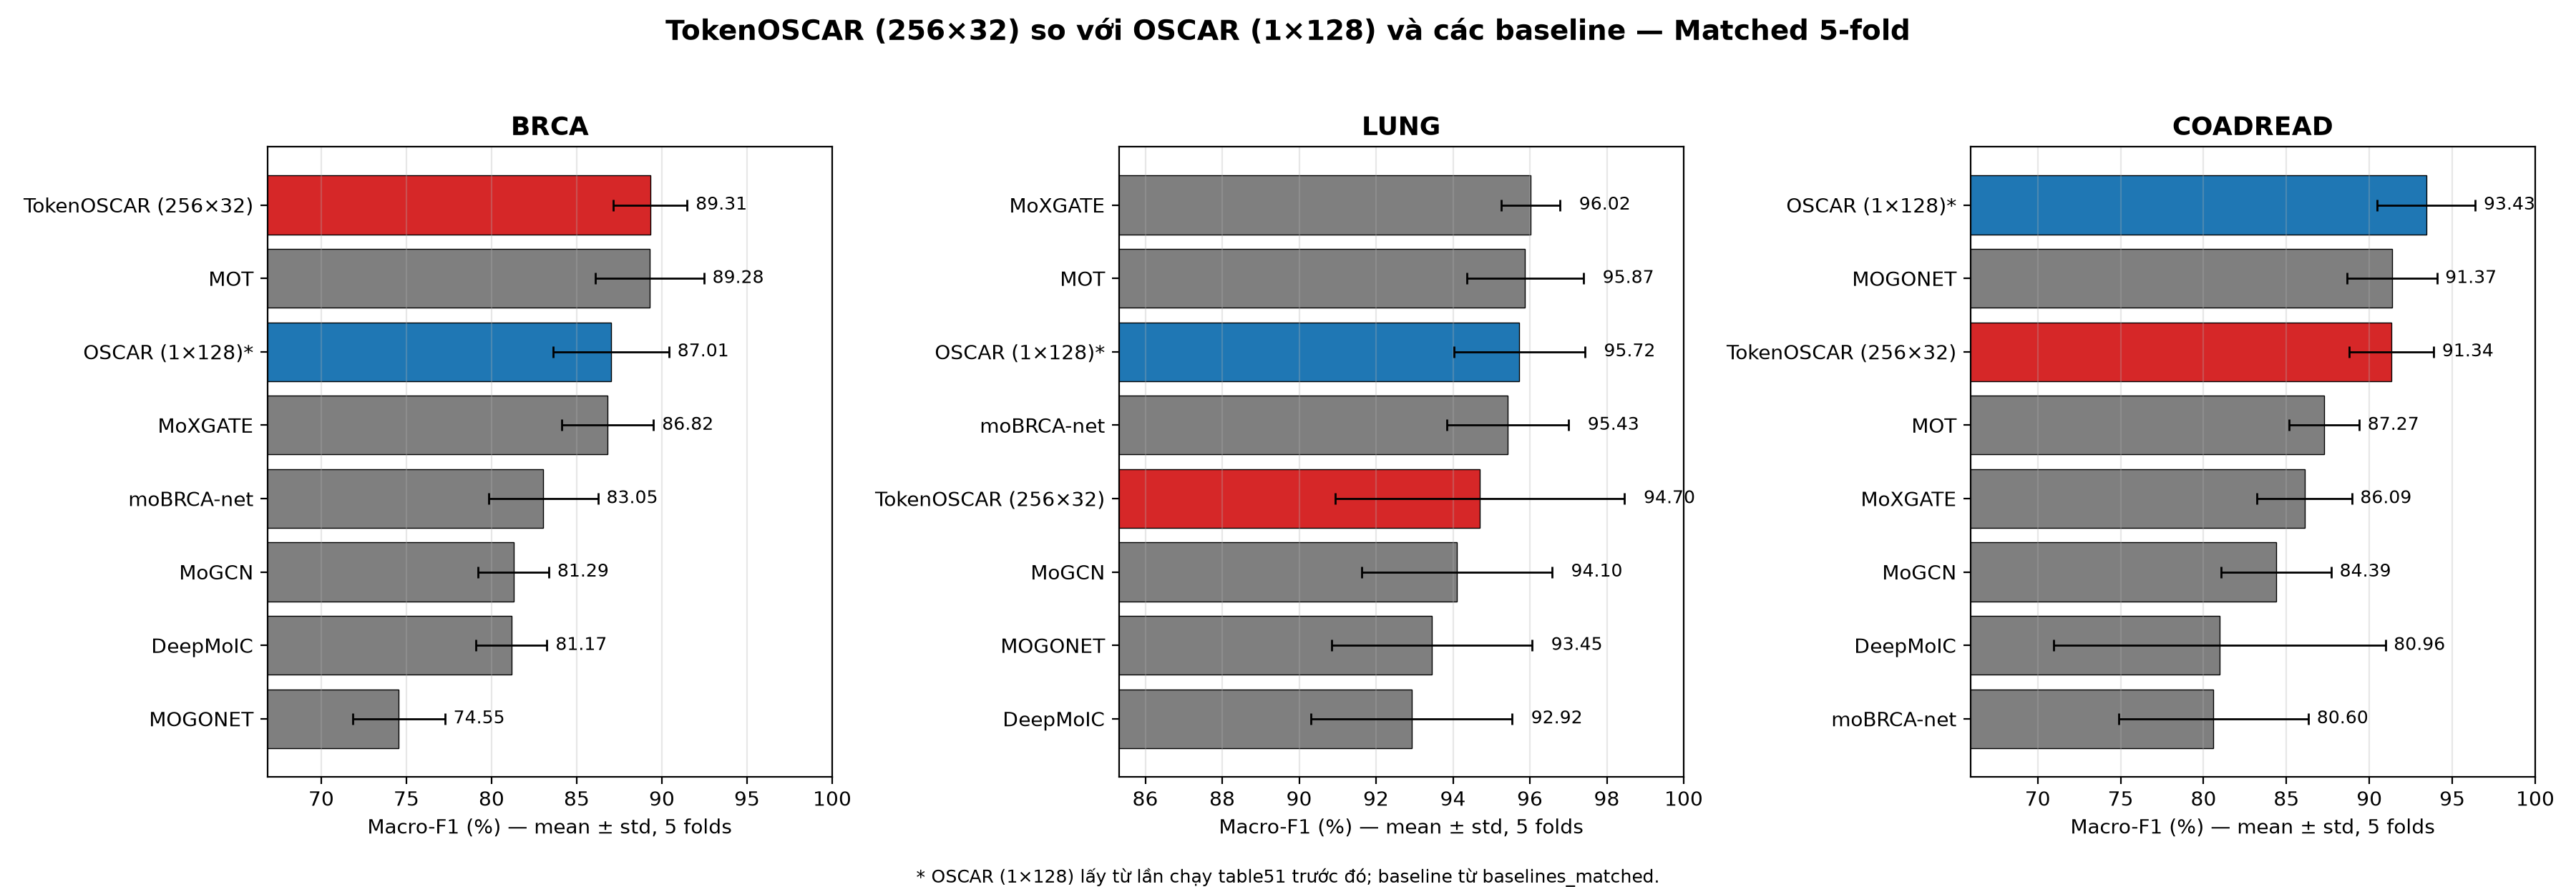 TokenOSCAR (256×32) so với OSCAR (1×128) và các baseline — Matched 5-fold
BRCA
TokenOSCAR (256×32)
89.31
MOT
89.28
OSCAR (1×128)*
87.01
MoXGATE
86.82
moBRCA-net
83.05
MoGCN
81.29
DeepMoIC
81.17
MOGONET
74.55
70 75 80 85 90 95 100
Macro-F1 (%) — mean ± std, 5 folds
LUNG
MoXGATE
96.02
MOT
95.87
OSCAR (1×128)*
95.72
moBRCA-net
95.43
TokenOSCAR (256×32)
94.70
MoGCN
94.10
MOGONET
93.45
DeepMoIC
92.92
86 88 90 92 94 96 98 100
Macro-F1 (%) — mean ± std, 5 folds
COADREAD
OSCAR (1×128)*
93.43
MOGONET
91.37
TokenOSCAR (256×32)
91.34
MOT
87.27
MoXGATE
86.09
MoGCN
84.39
DeepMoIC
80.96
moBRCA-net
80.60
70 75 80 85 90 95 100
Macro-F1 (%) — mean ± std, 5 folds
* OSCAR (1×128) lấy từ lần chạy table51 trước đó; baseline từ baselines_matched.